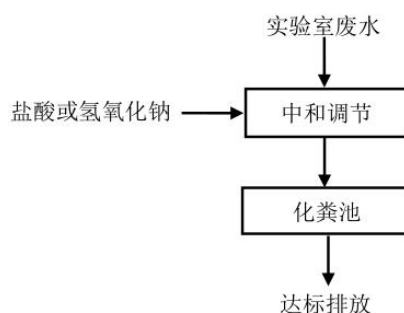 实验室废水
盐酸或氢氧化钠
中和调节
化粪池
达标排放